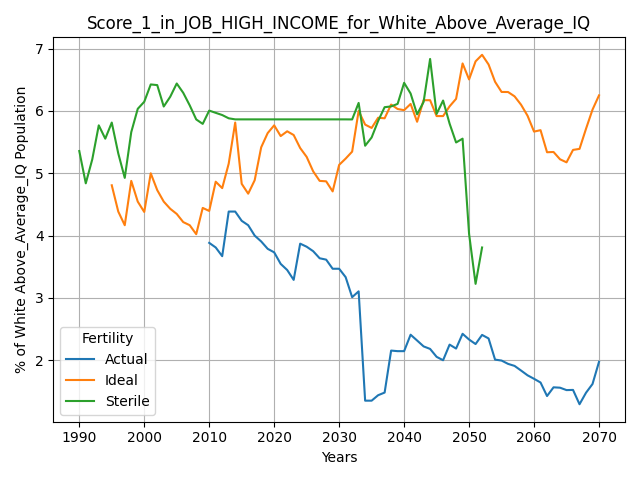 Score_1_in_JOB_HIGH_INCOME_for_White_Above_Average_IQ
% of White Above_Average_IQ Population
7
6
5
4
3
2
Fertility
Actual
Ideal
Sterile
1990 2000 2010 2020 2030 2040 2050 2060 2070
Years